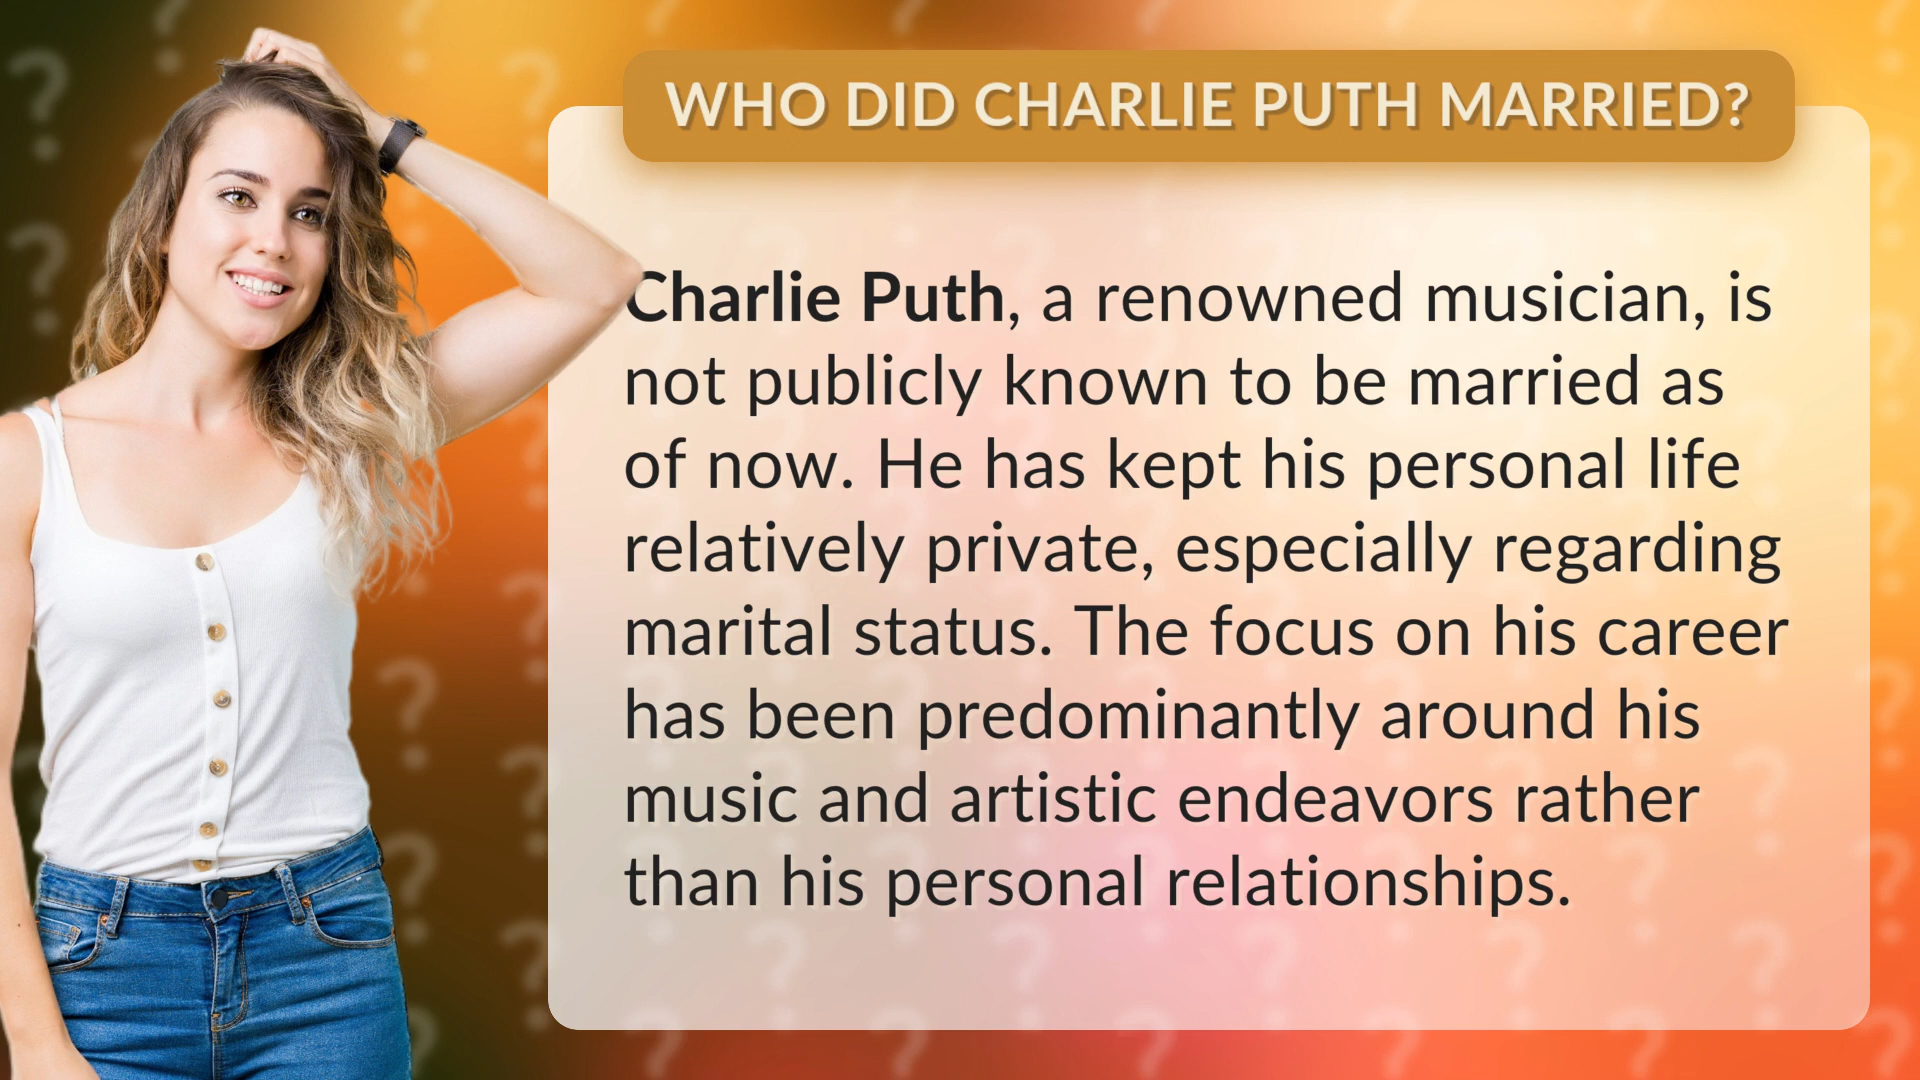 WHO DID CHARLIE PUTH MARRIED?
Charlie Puth, a renowned musician, is
not publicly known to be married as
of now. He has kept his personal life
relatively private, especially regarding
marital status. The focus on his career
has been predominantly around his
music and artistic endeavors rather
than his personal relationships.